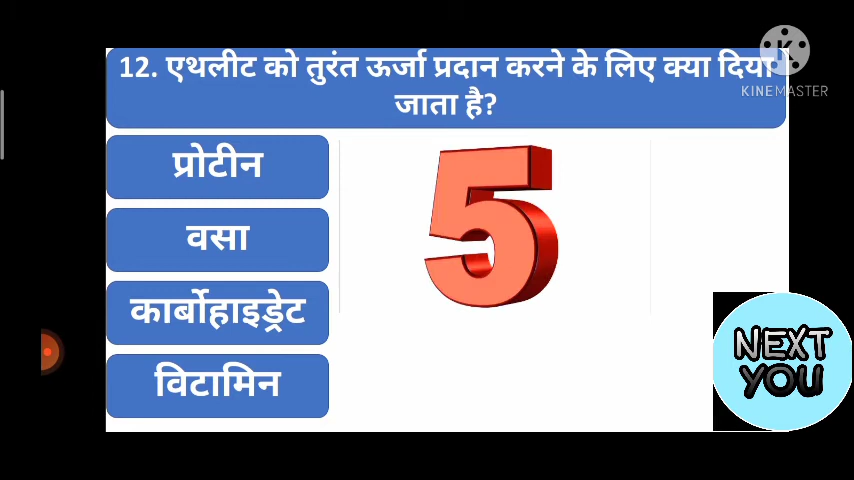 12. एथलीट को तुरंत ऊर्जा प्रदान करने के लिए क्या दिया
जाता है?
K
KINEMASTER
प्रोटीन
वसा
कार्बोहाइड्रेट
विटामिन
5
NEXT
YOU